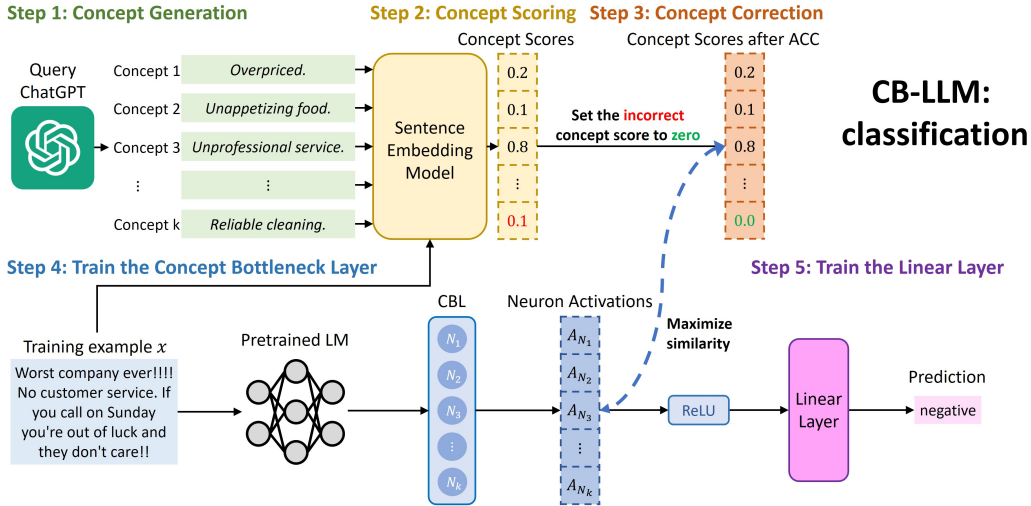 Step 1: Concept Generation
Step 2: Concept Scoring
Step 3: Concept Correction
Concept Scores
Concept Scores after ACC
Query
ChatGPT
Concept 1
Overpriced.
Concept 2
Unappetizing food.
Concept 3
Unprofessional service.
⋮
⋮
Concept k
Reliable cleaning.
Sentence
Embedding
Model
0.2
0.1
0.8
⋮
0.1
Set the incorrect
concept score to zero
0.2
0.1
0.8
⋮
0.0
CB-LLM:
classification
Step 4: Train the Concept Bottleneck Layer
Step 5: Train the Linear Layer
Training example x
Worst company ever!!!!
No customer service. If
you call on Sunday
you're out of luck and
they don't care!!
Pretrained LM
CBL
N₁
N₂
N₃
⋮
Nₖ
Neuron Activations
A_N₁
A_N₂
A_N₃
⋮
A_Nₖ
Maximize
similarity
ReLU
Linear
Layer
Prediction
negative